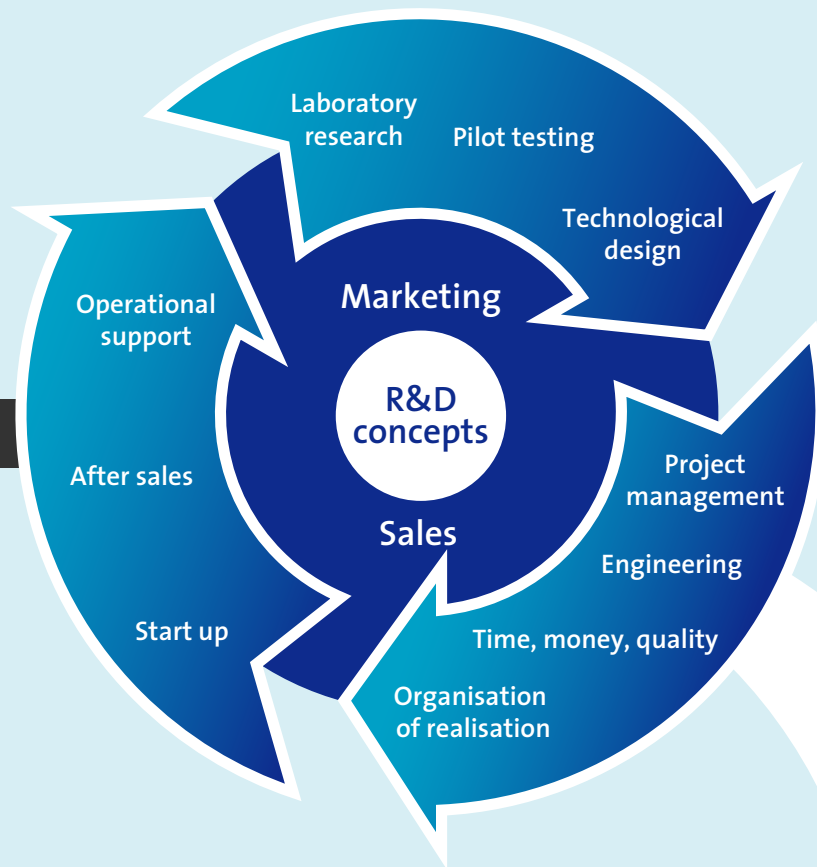 Laboratory
research
Pilot testing
Technological
design
Marketing
R&D
concepts
Sales
Project
management
Engineering
Time, money, quality
Organisation
of realisation
Start up
After sales
Operational
support